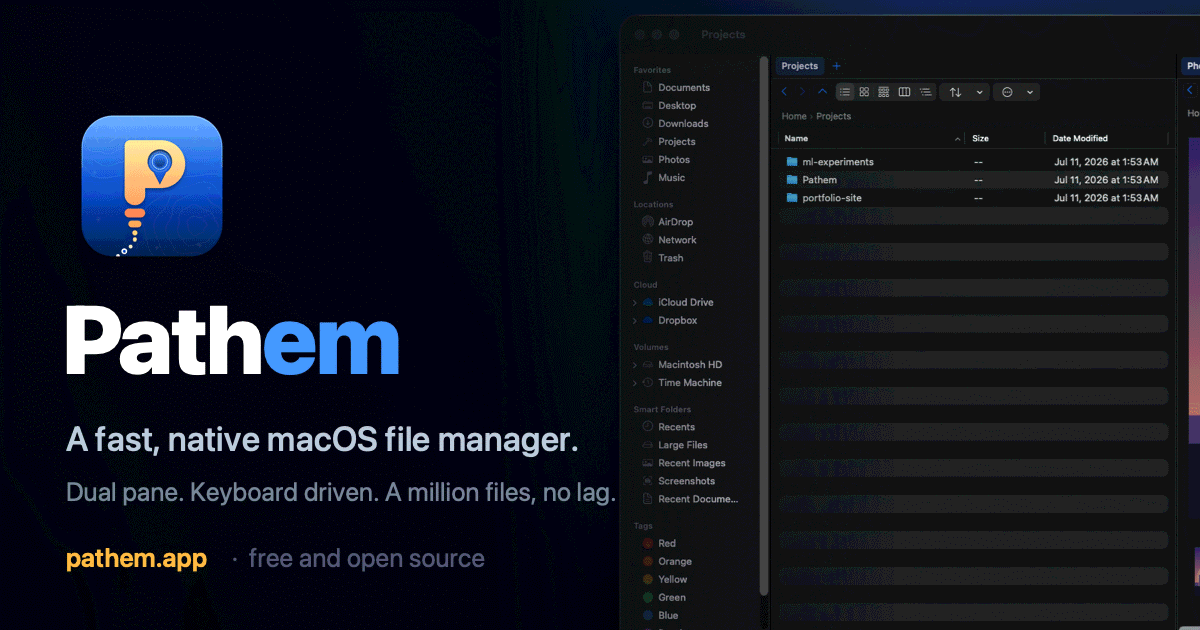 Pathem
A fast, native macOS file manager.
Dual pane. Keyboard driven. A million files, no lag.
pathem.app · free and open source
Projects
Favorites
Documents
Desktop
Downloads
Projects
Photos
Music
Locations
AirDrop
Network
Trash
Cloud
iCloud Drive
Dropbox
Volumes
Macintosh HD
Time Machine
Smart Folders
Recents
Large Files
Recent Images
Screenshots
Recent Docume...
Tags
Red
Orange
Yellow
Green
Blue
Projects
Home › Projects
Name Size Date Modified
ml-experiments -- Jul 11, 2026 at 1:53 AM
Pathem -- Jul 11, 2026 at 1:53 AM
portfolio-site -- Jul 11, 2026 at 1:53 AM